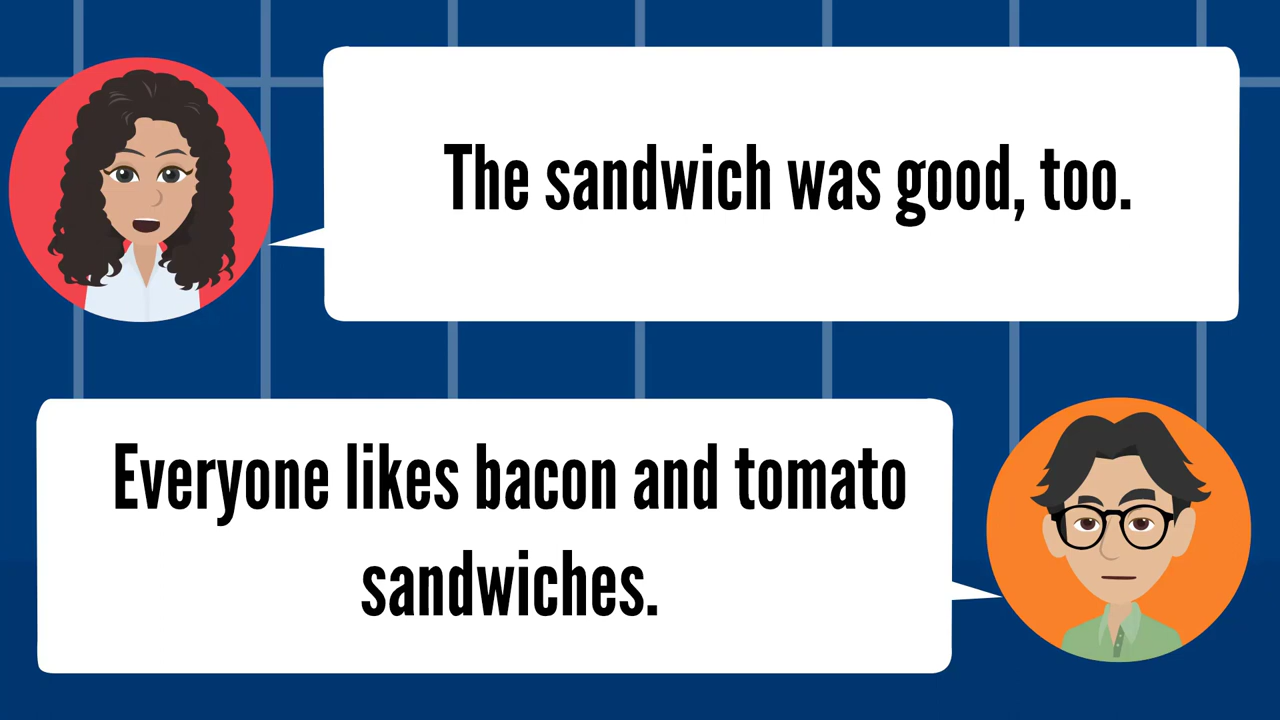 The sandwich was good, too.
Everyone likes bacon and tomato
sandwiches.